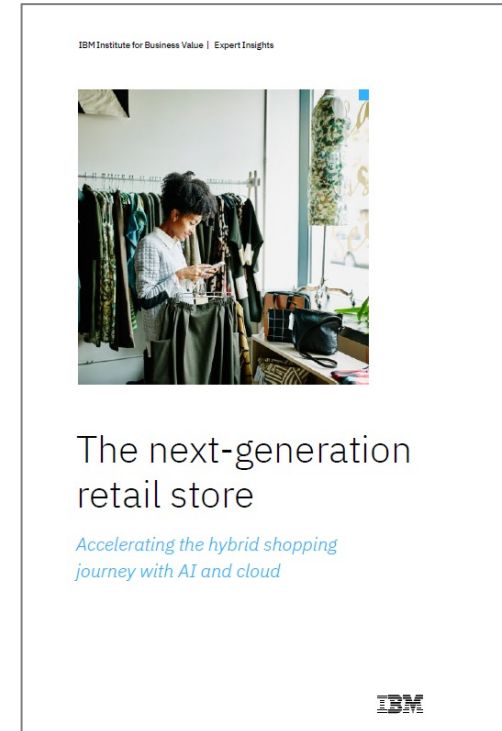 IBM Institute for Business Value | Expert Insights
The next-generation
retail store
Accelerating the hybrid shopping
journey with AI and cloud
IBM